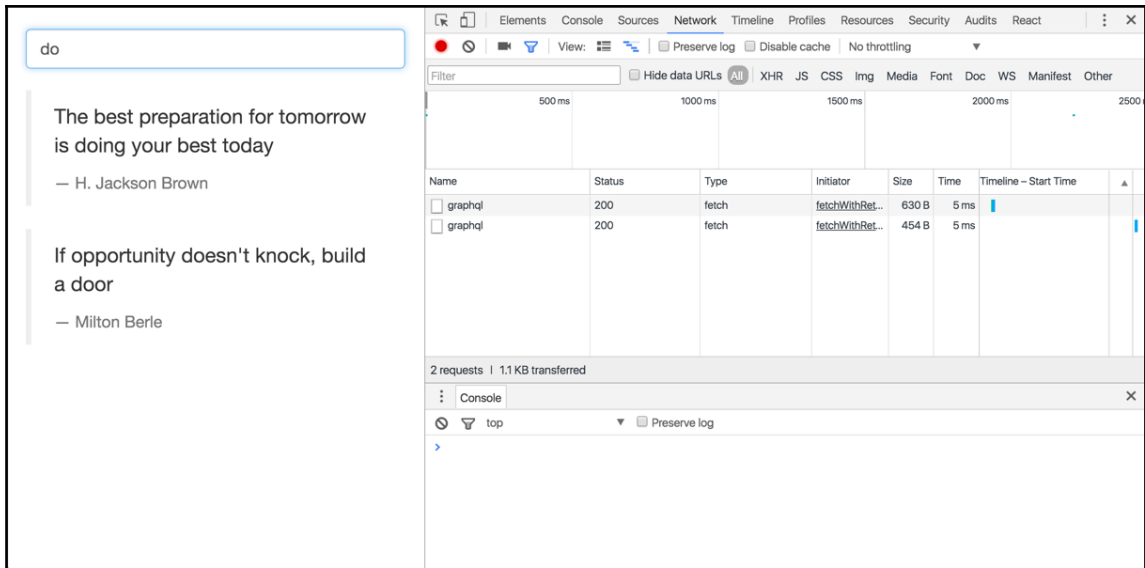 do
The best preparation for tomorrow
is doing your best today
— H. Jackson Brown
If opportunity doesn't knock, build
a door
— Milton Berle
Elements Console Sources Network Timeline Profiles Resources Security Audits React
View: Preserve log Disable cache No throttling
Filter Hide data URLs All XHR JS CSS Img Media Font Doc WS Manifest Other
500 ms 1000 ms 1500 ms 2000 ms 2500
Name Status Type Initiator Size Time Timeline – Start Time
graphql 200 fetch fetchWithRet... 630 B 5 ms
graphql 200 fetch fetchWithRet... 454 B 5 ms
2 requests | 1.1 KB transferred
Console
top Preserve log
>